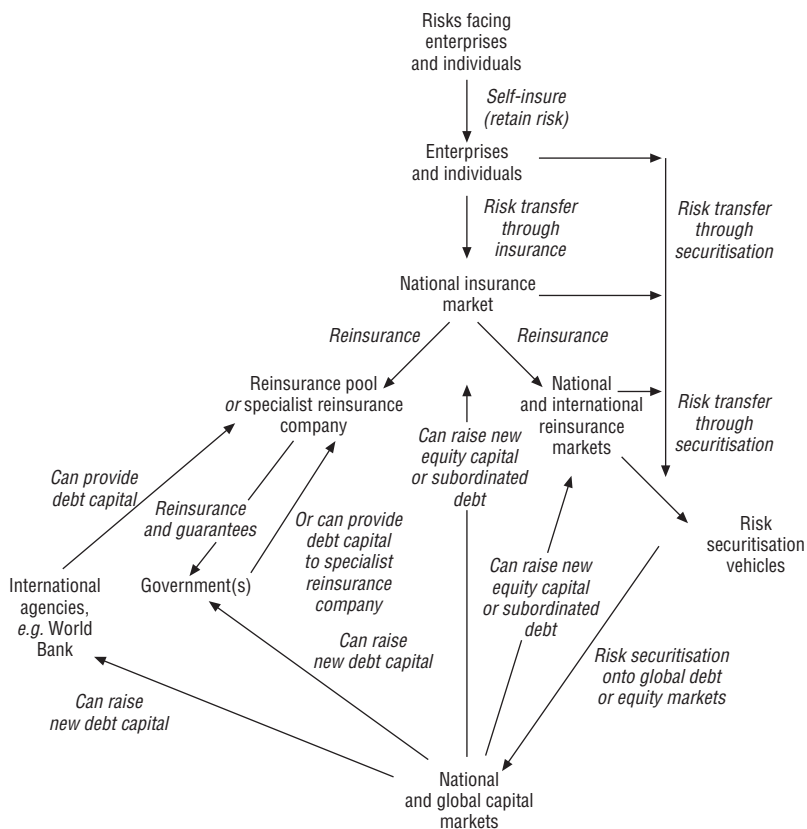 Risks facing
enterprises
and individuals
Self-insure
(retain risk)
Enterprises
and individuals
Risk transfer
through
insurance
Risk transfer
through
securitisation
National insurance
market
Reinsurance
Reinsurance
Reinsurance pool
or specialist reinsurance
company
National
and international
reinsurance
markets
Risk transfer
through
securitisation
Can raise new
equity capital
or subordinated
debt
Can provide
debt capital
Reinsurance
and guarantees
Or can provide
debt capital
to specialist
reinsurance
company
Risk
securitisation
vehicles
International
agencies,
e.g. World
Bank
Government(s)
Can raise new
equity capital
or subordinated
debt
Can raise
new debt capital
Risk securitisation
onto global debt
or equity markets
Can raise
new debt capital
National
and global capital
markets